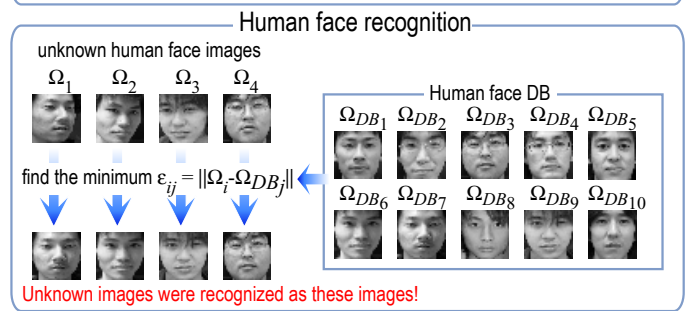 Human face recognition
unknown human face images
Ω1 Ω2 Ω3 Ω4
Human face DB
ΩDB1 ΩDB2 ΩDB3 ΩDB4 ΩDB5
find the minimum εij = ||Ωi-ΩDBj||
ΩDB6 ΩDB7 ΩDB8 ΩDB9 ΩDB10
Unknown images were recognized as these images!